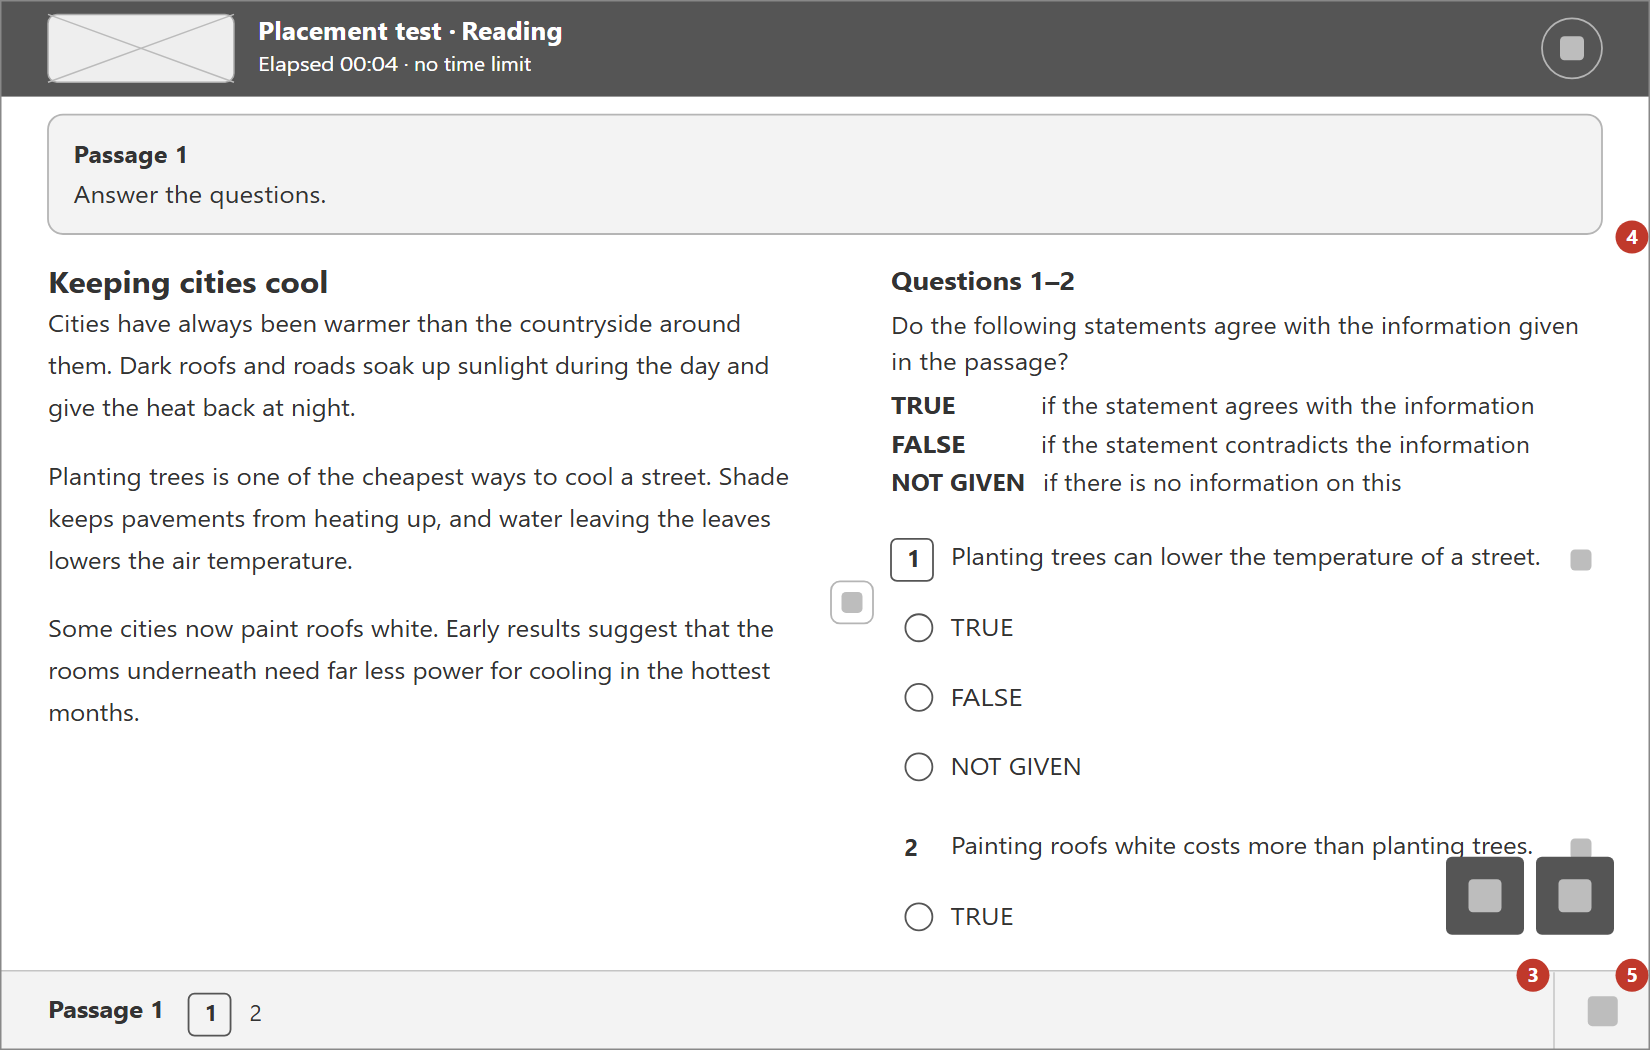 Placement test · Reading
Elapsed 00:04 · no time limit
Passage 1
Answer the questions.
4
Keeping cities cool
Cities have always been warmer than the countryside around
them. Dark roofs and roads soak up sunlight during the day and
give the heat back at night.
Planting trees is one of the cheapest ways to cool a street. Shade
keeps pavements from heating up, and water leaving the leaves
lowers the air temperature.
Some cities now paint roofs white. Early results suggest that the
rooms underneath need far less power for cooling in the hottest
months.
Questions 1–2
Do the following statements agree with the information given
in the passage?
TRUE if the statement agrees with the information
FALSE if the statement contradicts the information
NOT GIVEN if there is no information on this
1 Planting trees can lower the temperature of a street.
TRUE
FALSE
NOT GIVEN
2 Painting roofs white costs more than planting trees.
TRUE
3
5
Passage 1 1 2